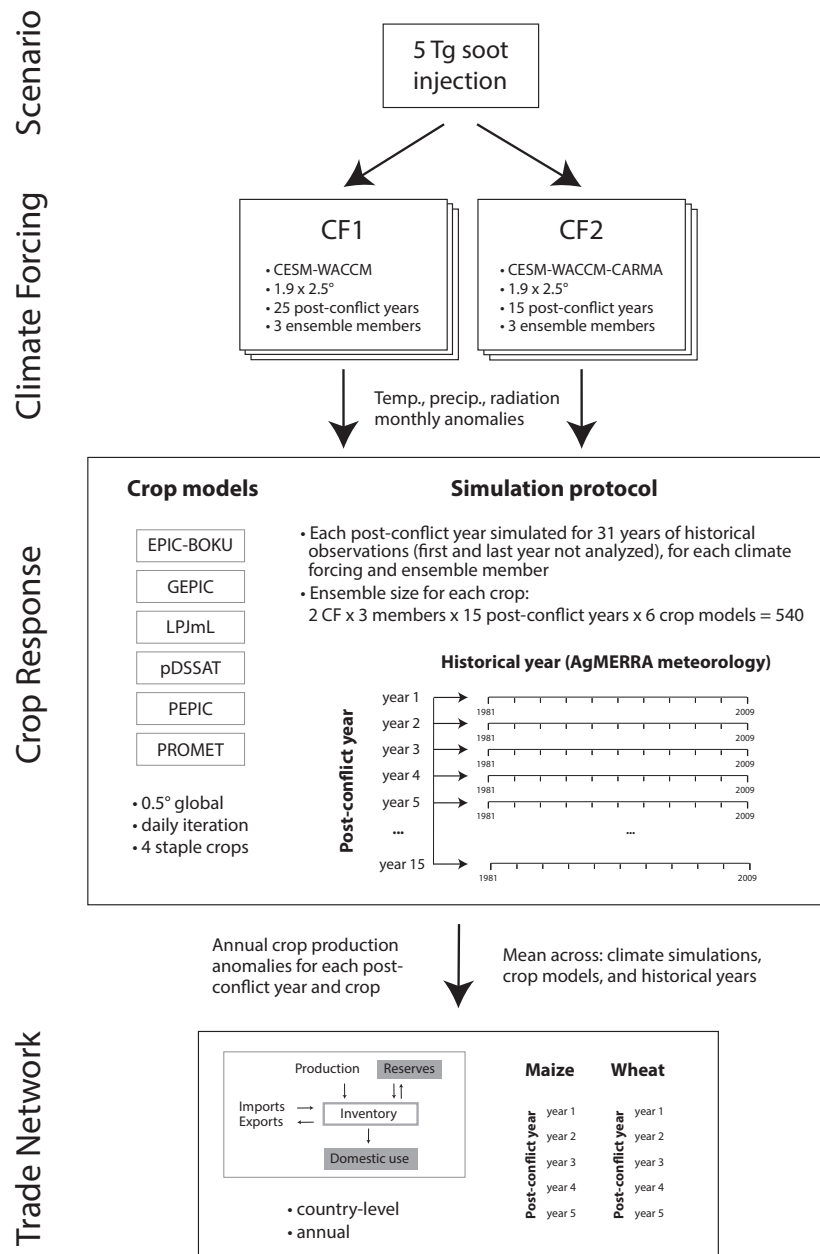 Scenario
5 Tg soot
injection
Climate Forcing
CF1
• CESM-WACCM
• 1.9 x 2.5°
• 25 post-conflict years
• 3 ensemble members
CF2
• CESM-WACCM-CARMA
• 1.9 x 2.5°
• 15 post-conflict years
• 3 ensemble members
Temp., precip., radiation
monthly anomalies
Crop Response
Crop models
EPIC-BOKU
GEPIC
LPJmL
pDSSAT
PEPIC
PROMET
• 0.5° global
• daily iteration
• 4 staple crops
Simulation protocol
• Each post-conflict year simulated for 31 years of historical
observations (first and last year not analyzed), for each climate
forcing and ensemble member
• Ensemble size for each crop:
2 CF x 3 members x 15 post-conflict years x 6 crop models = 540
Historical year (AgMERRA meteorology)
Post-conflict year
year 1
1981 2009
year 2
1981 2009
year 3
1981 2009
year 4
1981 2009
year 5
1981 2009
... ...
year 15
1981 2009
Annual crop production
anomalies for each post-
conflict year and crop
Mean across: climate simulations,
crop models, and historical years
Trade Network
Production Reserves
Imports
Exports
Inventory
Domestic use
• country-level
• annual
Maize
Post-conflict year
year 1
year 2
year 3
year 4
year 5
Wheat
Post-conflict year
year 1
year 2
year 3
year 4
year 5